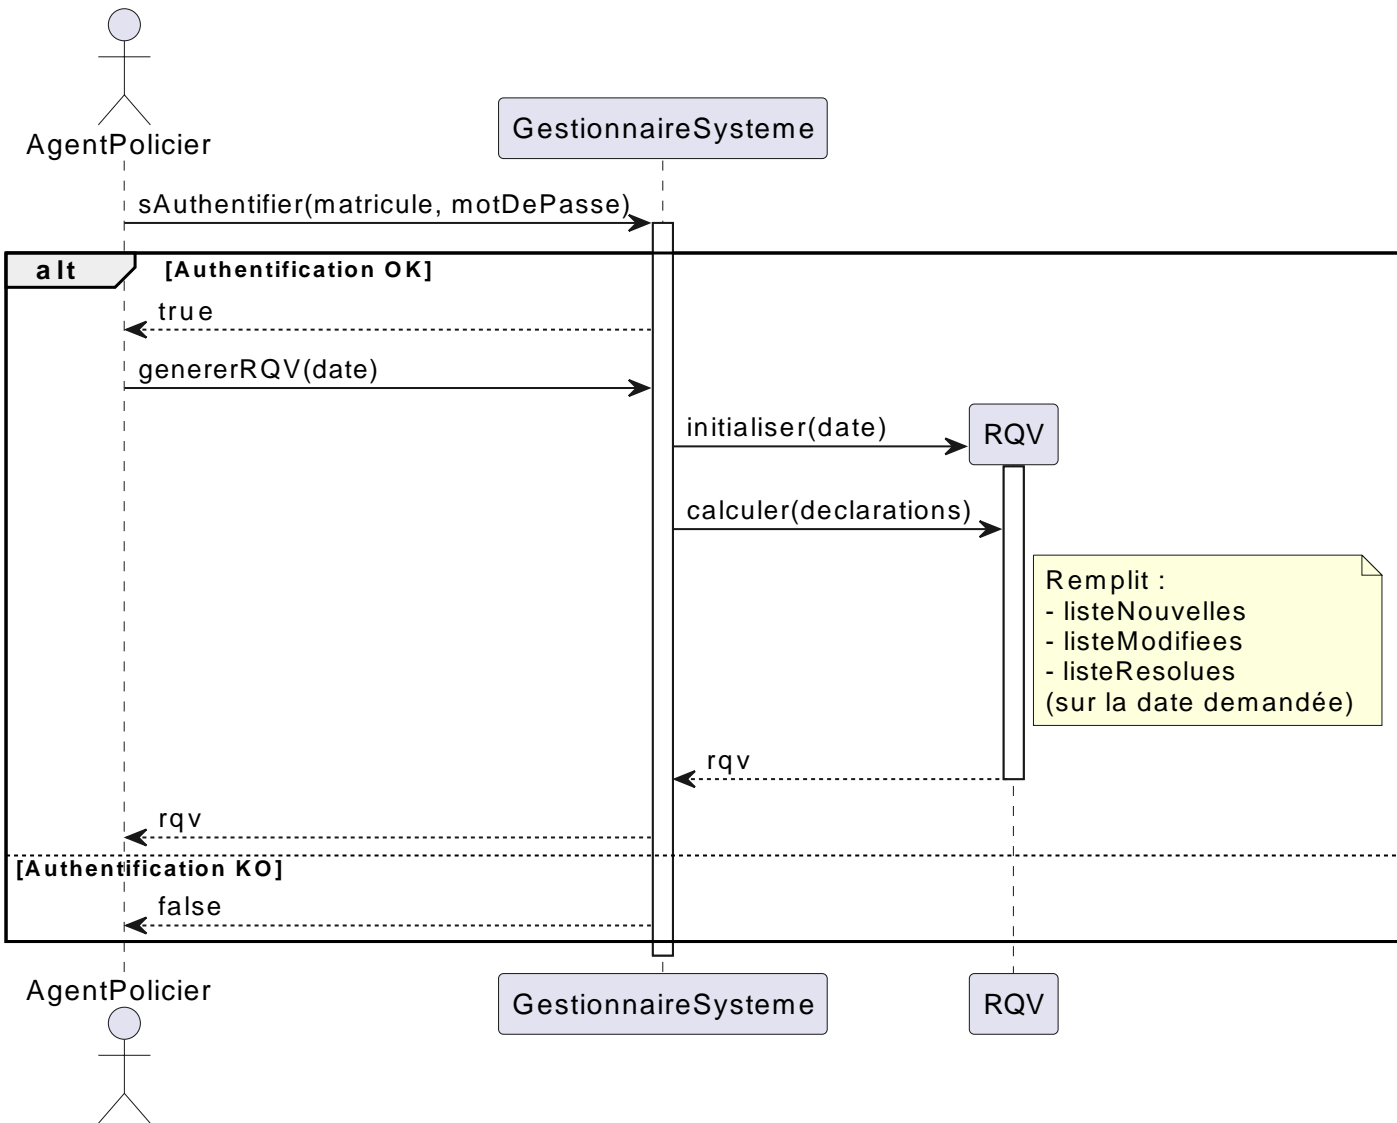 AgentPolicier
GestionnaireSysteme
sAuthentifier(matricule, motDePasse)
alt
[Authentification OK]
true
genererRQV(date)
initialiser(date)
RQV
calculer(declarations)
Remplit :
- listeNouvelles
- listeModifiees
- listeResolues
(sur la date demandée)
rqv
rqv
[Authentification KO]
false
AgentPolicier
GestionnaireSysteme
RQV